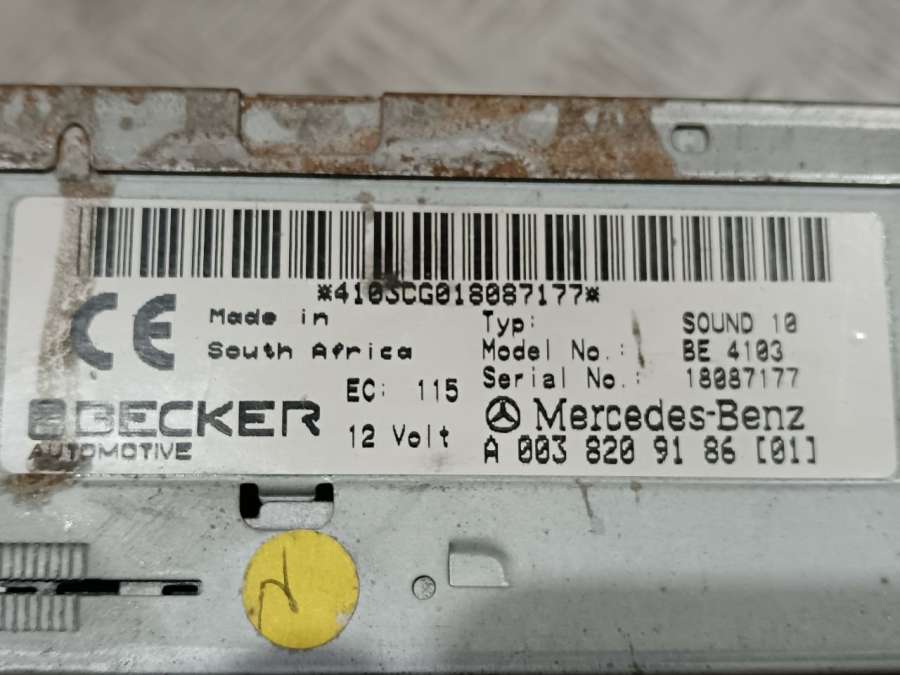 *4103CG018087177*
Made in
South Africa
EC: 115
12 Volt
BECKER
AUTOMOTIVE
Typ: SOUND 10
Model No.: BE 4103
Serial No.: 18087177
Mercedes-Benz
A 003 820 91 86 [01]